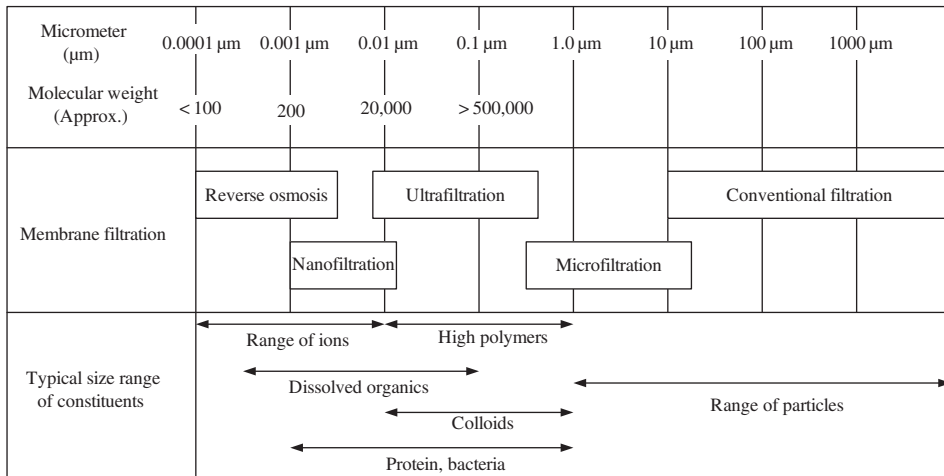 Micrometer
(μm)
0.0001 μm 0.001 μm 0.01 μm 0.1 μm 1.0 μm 10 μm 100 μm 1000 μm
Molecular weight
(Approx.)
< 100 200 20,000 > 500,000
Membrane filtration
Reverse osmosis Ultrafiltration Conventional filtration
Nanofiltration Microfiltration
Typical size range
of constituents
Range of ions High polymers
Dissolved organics Range of particles
Colloids
Protein, bacteria